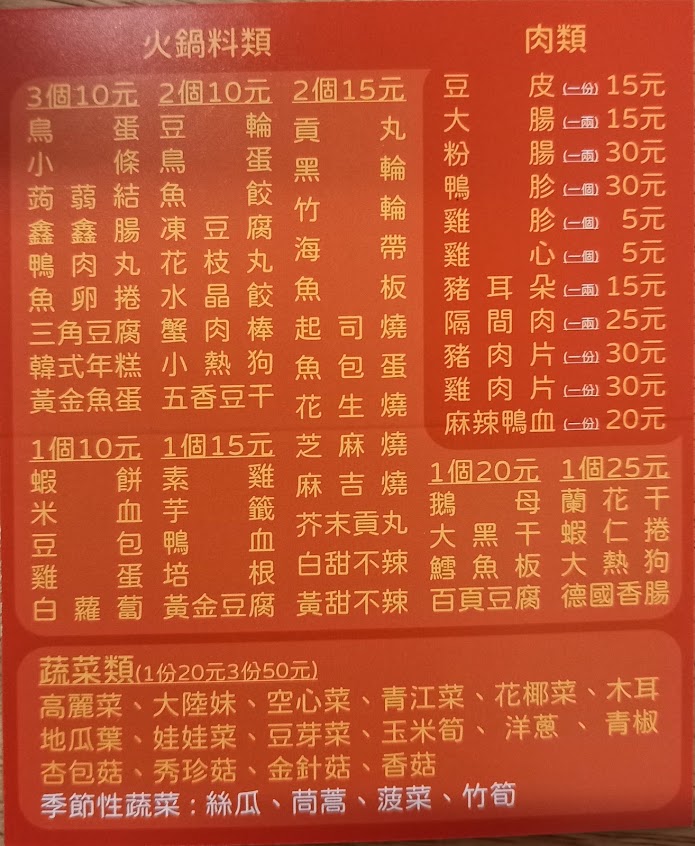 火鍋料類
3個10元
鳥蛋
小條
蒟蒻結
鑫鑫腸
鴨肉丸
魚卵捲
三角豆腐
韓式年糕
黃金魚蛋
2個10元
豆輪
鳥蛋
魚餃
凍豆腐
花枝丸
水晶餃
蟹肉棒
小熱狗
五香豆干
2個15元
貢丸
黑輪
竹輪
海帶
魚板
起司燒
魚包蛋
花生燒
芝麻燒
麻吉燒
芥末貢丸
白甜不辣
黃甜不辣
1個10元
蝦餅
米血
豆包
雞蛋
白蘿蔔
1個15元
素雞
芋籤
鴨血
培根
黃金豆腐
肉類
豆皮(一份) 15元
大腸(一兩) 15元
粉腸(一兩) 30元
鴨胗(一個) 30元
雞胗(一個) 5元
雞心(一個) 5元
豬耳朵(一兩) 15元
隔間肉(一兩) 25元
豬肉片(一份) 30元
雞肉片(一份) 30元
麻辣鴨血(一份) 20元
1個20元
鵝母
大黑干
鱈魚板
百頁豆腐
1個25元
蘭花干
蝦仁捲
大熱狗
德國香腸
蔬菜類(1份20元3份50元)
高麗菜、大陸妹、空心菜、青江菜、花椰菜、木耳
地瓜葉、娃娃菜、豆芽菜、玉米筍、洋蔥、青椒
杏包菇、秀珍菇、金針菇、香菇
季節性蔬菜：絲瓜、茼蒿、菠菜、竹筍